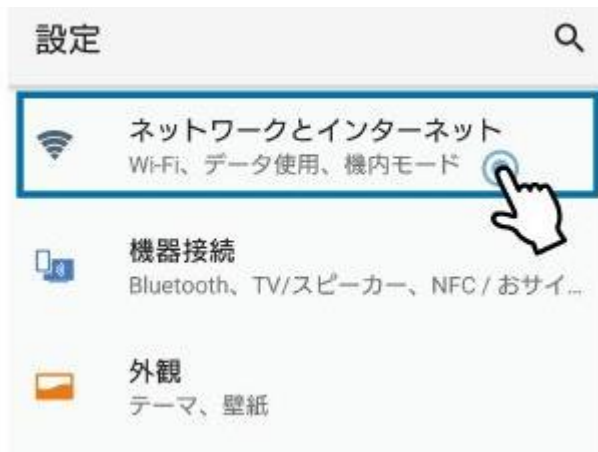 設定
ネットワークとインターネット
Wi-Fi、データ使用、機内モード
機器接続
Bluetooth、TV/スピーカー、NFC / おサイ...
外観
テーマ、壁紙